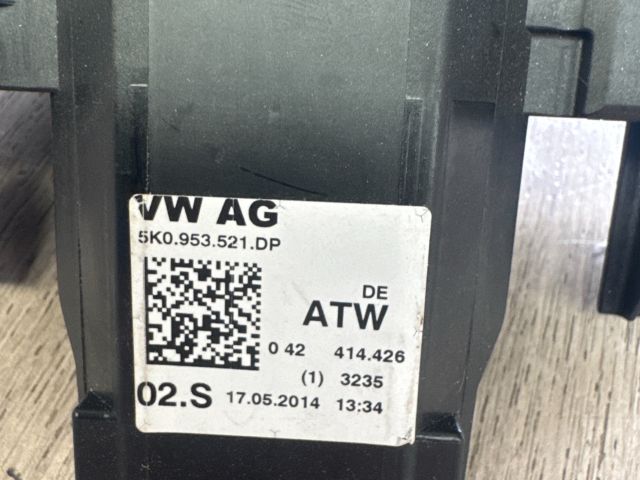 VW AG
5K0.953.521.DP
DE
ATW
0 42 414.426
(1) 3235
02.S 17.05.2014 13:34